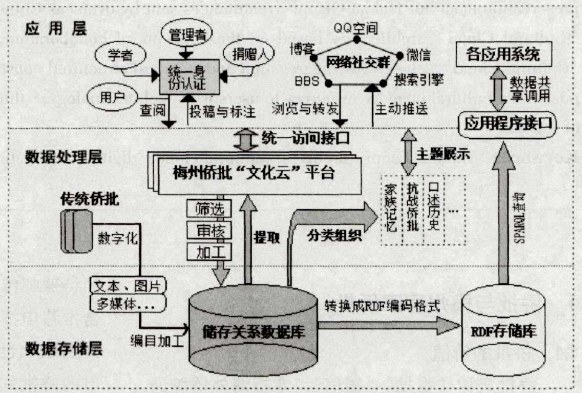 应用层
管理者
学者
捐赠人
统一身
份认证
用户
查阅
投稿与标注
QQ空间
博客
微信
网络社交群
BBS
搜索引擎
浏览与转发
主动推送
各应用系统
数据共
享调用
应用程序接口
数据处理层
统一访问接口
主题展示
梅州侨批“文化云”平台
传统侨批
数字化
筛选
审核
加工
提取
分类组织
家族记忆
抗战侨批
口述历史
…
SPARQL查询
文本、图片
多媒体…
编目加工
数据存储层
储存关系数据库
转换成RDF编码格式
RDF存储库